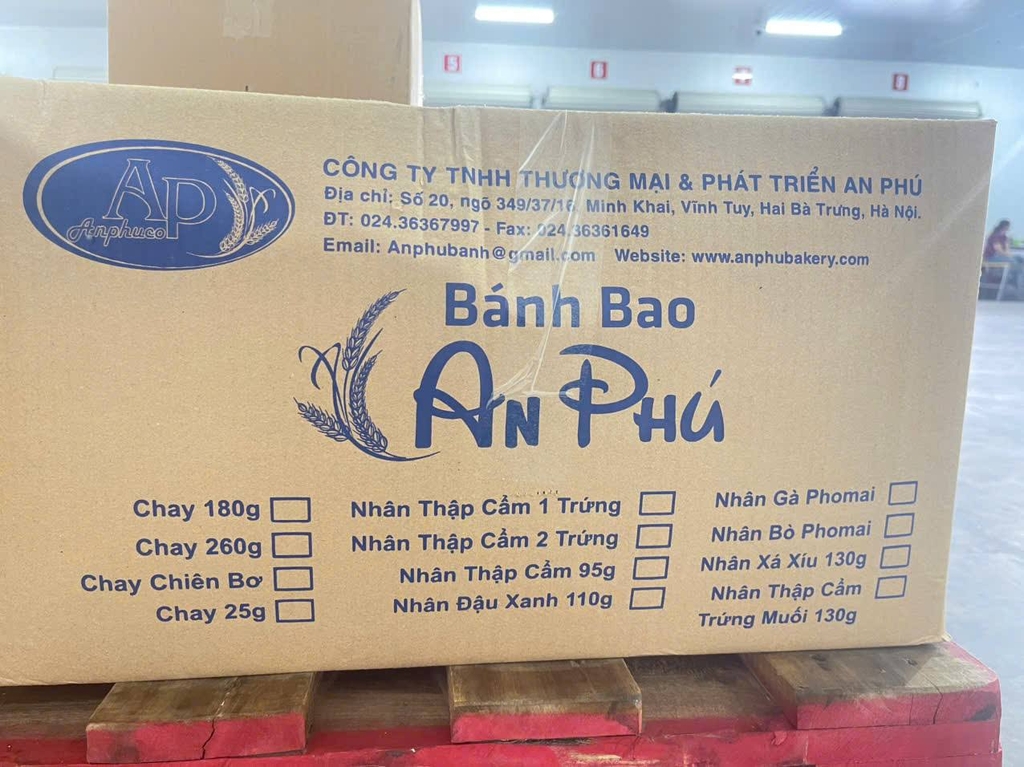 5
6
8
AP
Anphuco
CÔNG TY TNHH THƯƠNG MẠI & PHÁT TRIỂN AN PHÚ
Địa chỉ: Số 20, ngõ 349/37/16 Minh Khai, Vĩnh Tuy, Hai Bà Trưng, Hà Nội.
ĐT: 024.36367997 - Fax: 024.36361649
Email: Anphubanh@gmail.com Website: www.anphubakery.com
Bánh Bao
AN PHÚ
Chay 180g
Chay 260g
Chay Chiên Bơ
Chay 25g
Nhân Thập Cẩm 1 Trứng
Nhân Thập Cẩm 2 Trứng
Nhân Thập Cẩm 95g
Nhân Đậu Xanh 110g
Nhân Gà Phomai
Nhân Bò Phomai
Nhân Xá Xíu 130g
Nhân Thập Cẩm
Trứng Muối 130g